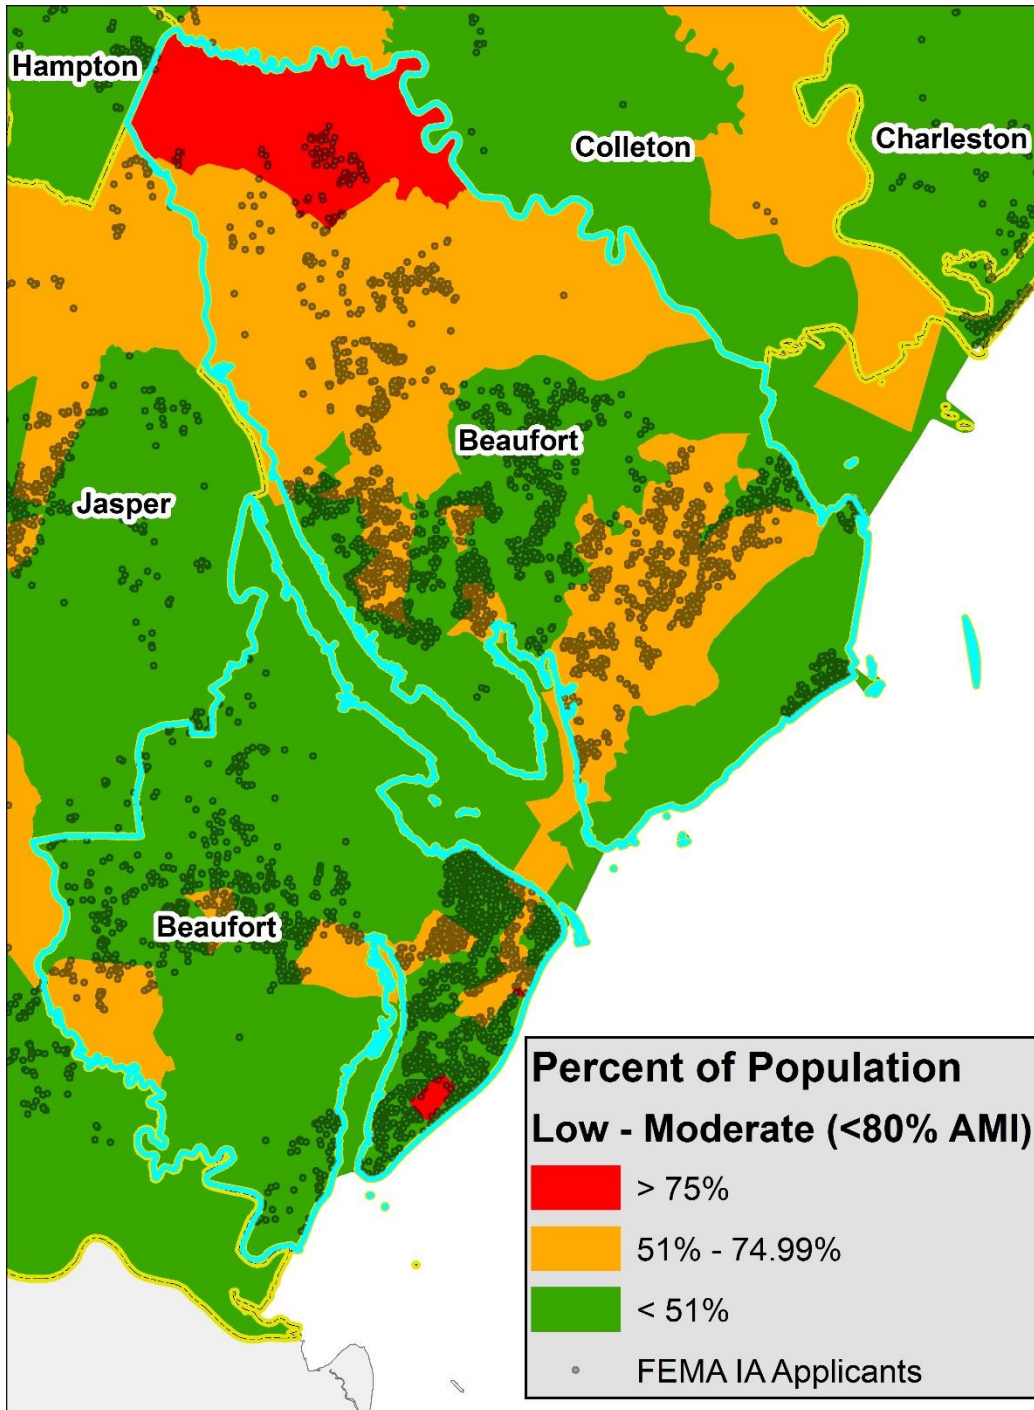 Hampton
Colleton
Charleston
Beaufort
Jasper
Beaufort
Percent of Population
Low - Moderate (<80% AMI)
> 75%
51% - 74.99%
< 51%
FEMA IA Applicants